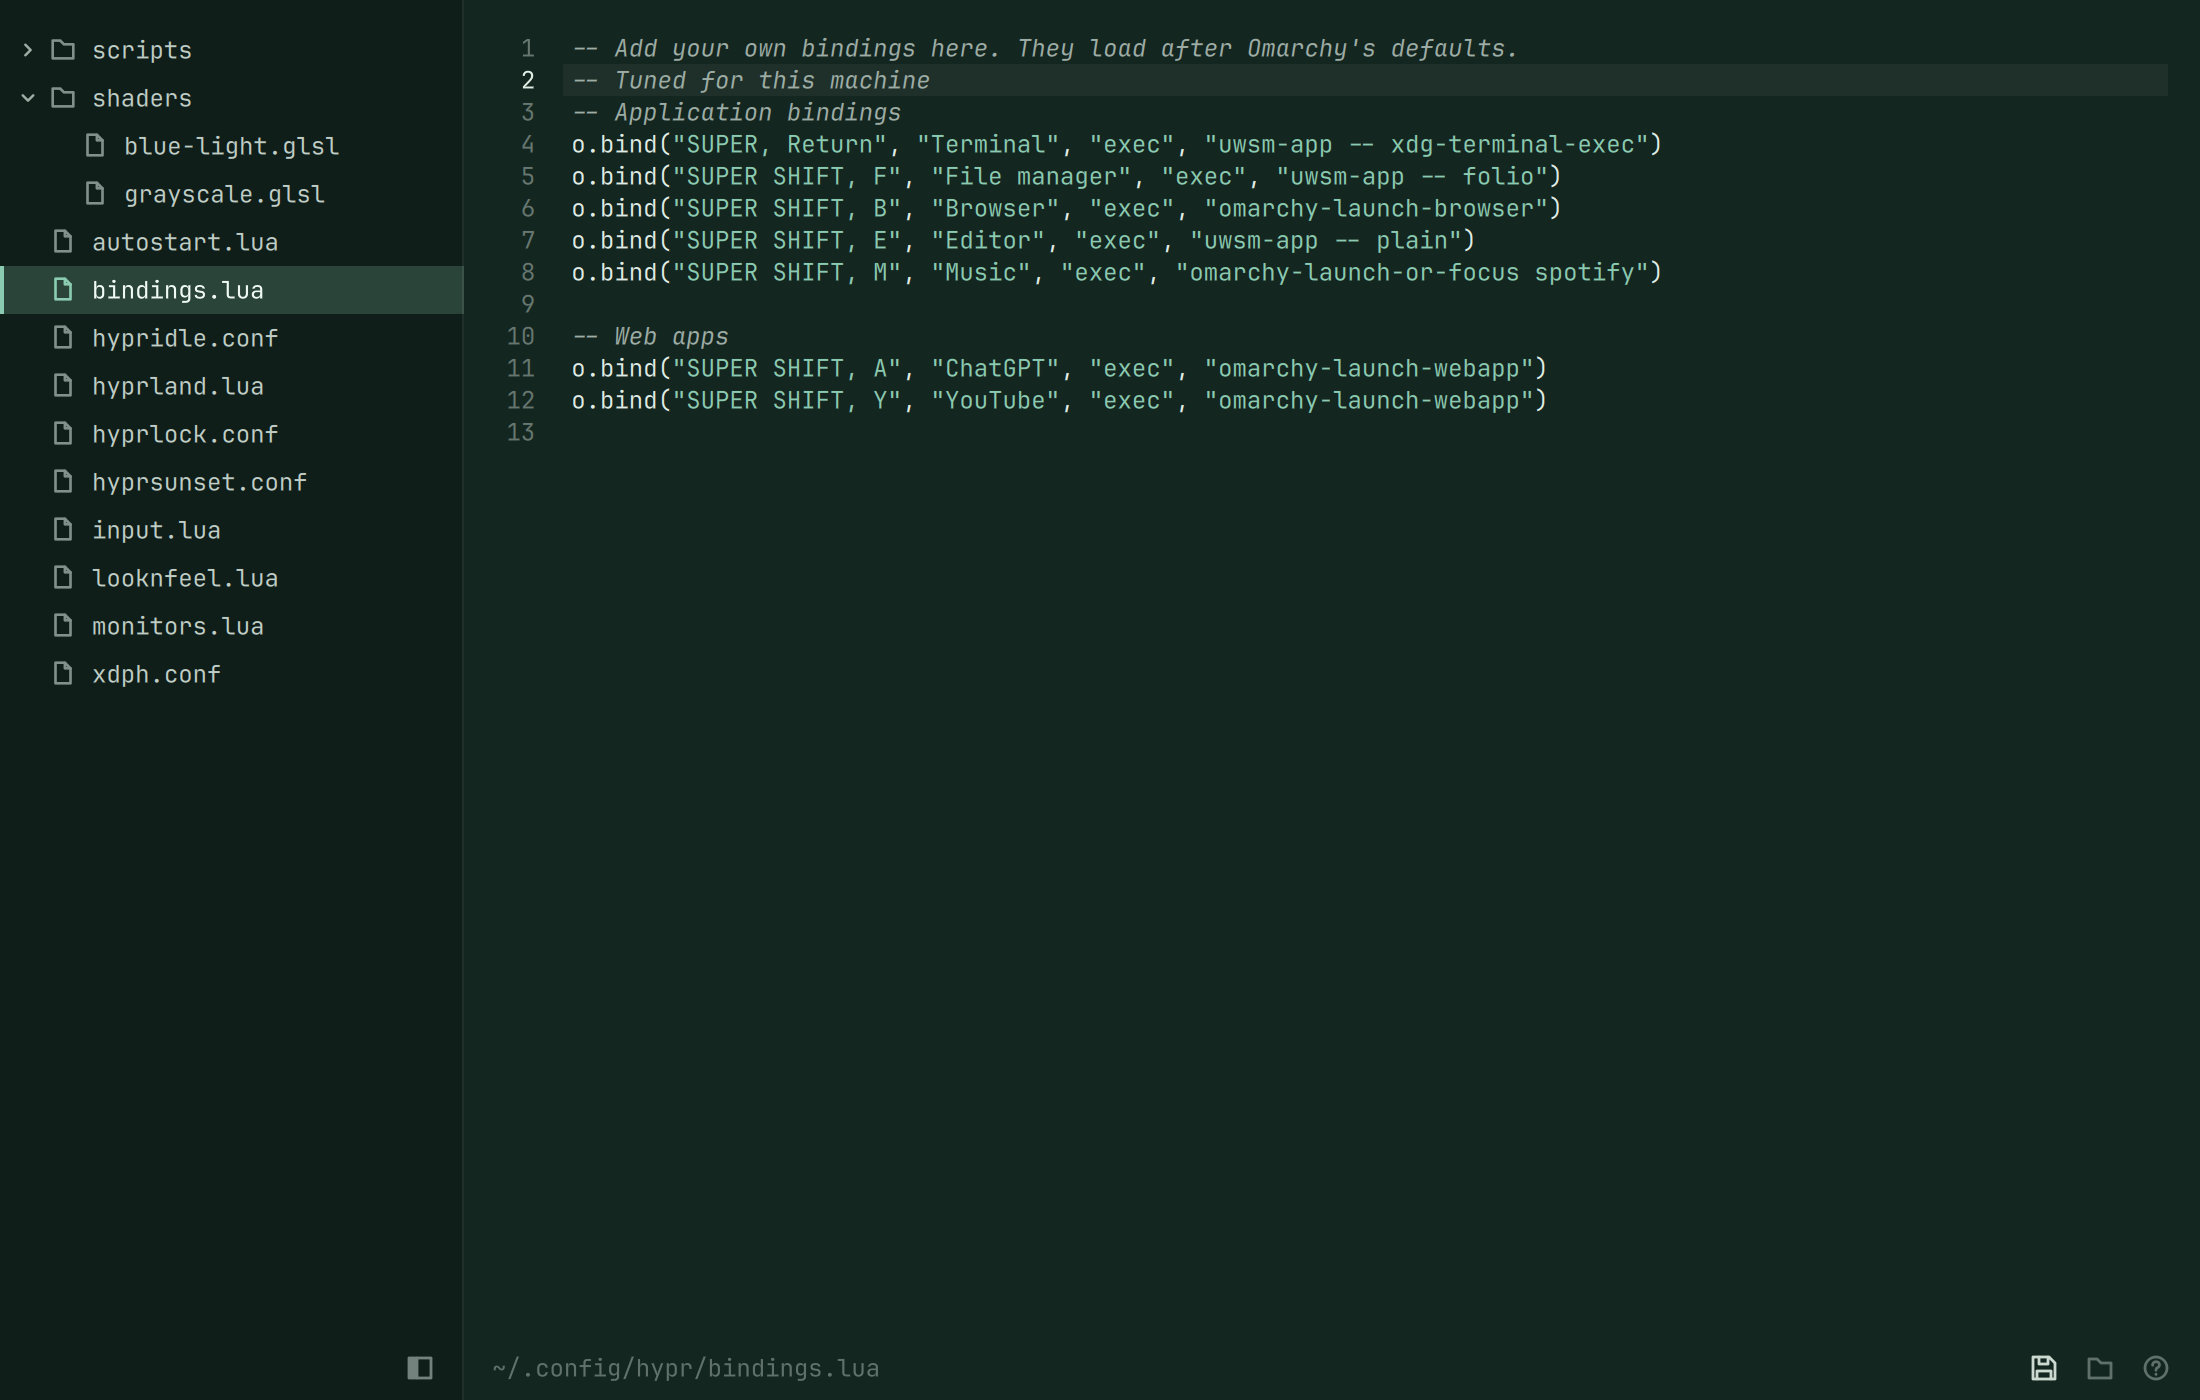 scripts
shaders
blue-light.glsl
grayscale.glsl
autostart.lua
bindings.lua
hypridle.conf
hyprland.lua
hyprlock.conf
hyprsunset.conf
input.lua
looknfeel.lua
monitors.lua
xdph.conf
1 -- Add your own bindings here. They load after Omarchy's defaults.
2 -- Tuned for this machine
3 -- Application bindings
4 o.bind("SUPER, Return", "Terminal", "exec", "uwsm-app -- xdg-terminal-exec")
5 o.bind("SUPER SHIFT, F", "File manager", "exec", "uwsm-app -- folio")
6 o.bind("SUPER SHIFT, B", "Browser", "exec", "omarchy-launch-browser")
7 o.bind("SUPER SHIFT, E", "Editor", "exec", "uwsm-app -- plain")
8 o.bind("SUPER SHIFT, M", "Music", "exec", "omarchy-launch-or-focus spotify")
9
10 -- Web apps
11 o.bind("SUPER SHIFT, A", "ChatGPT", "exec", "omarchy-launch-webapp")
12 o.bind("SUPER SHIFT, Y", "YouTube", "exec", "omarchy-launch-webapp")
13
~/.config/hypr/bindings.lua